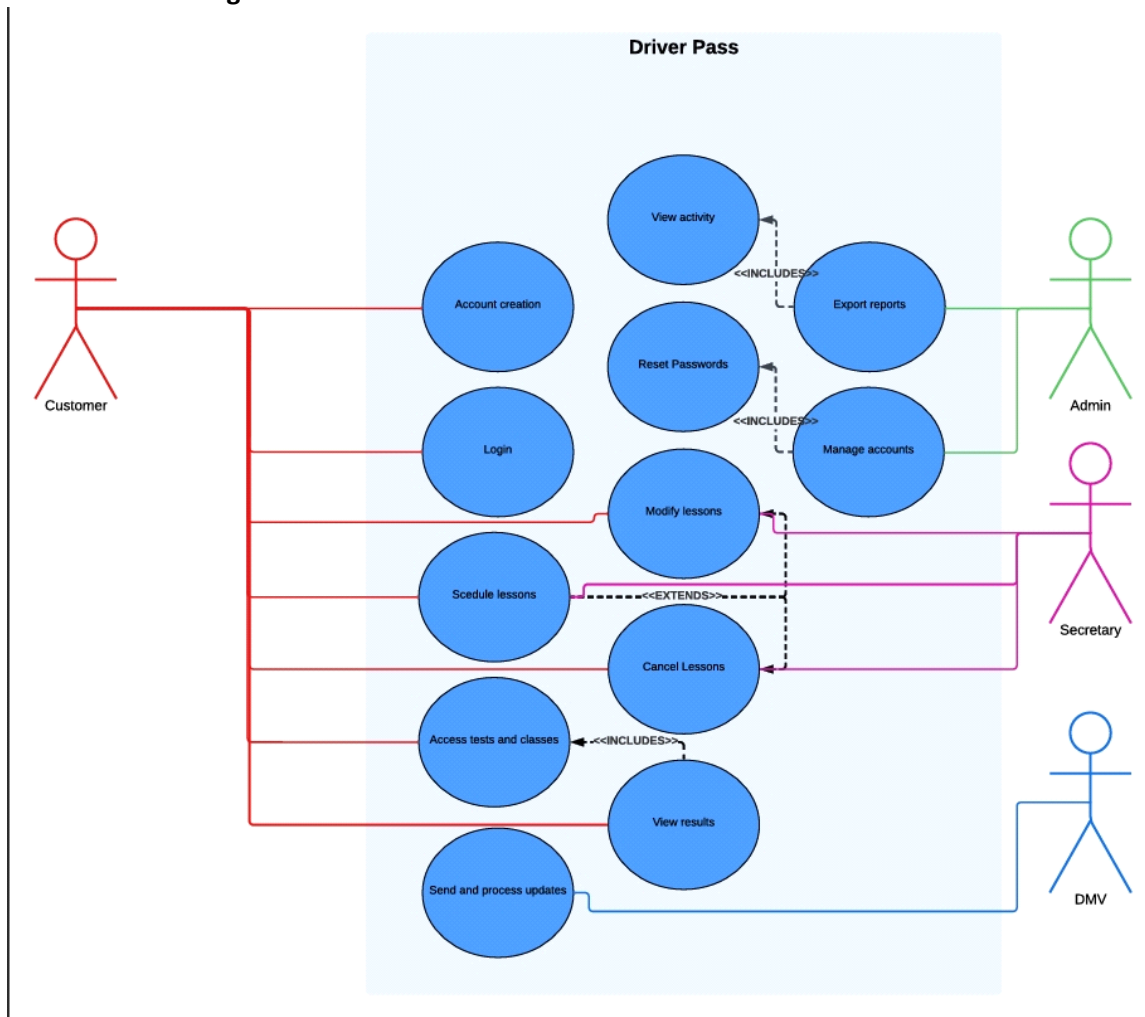 Driver Pass
View activity
<<INCLUDES>>
Account creation
Export reports
Reset Passwords
Customer
Admin
<<INCLUDES>>
Login
Manage accounts
Modify lessons
Scedule lessons
<<EXTENDS>>
Secretary
Cancel Lessons
Access tests and classes
<<INCLUDES>>
View results
Send and process updates
DMV